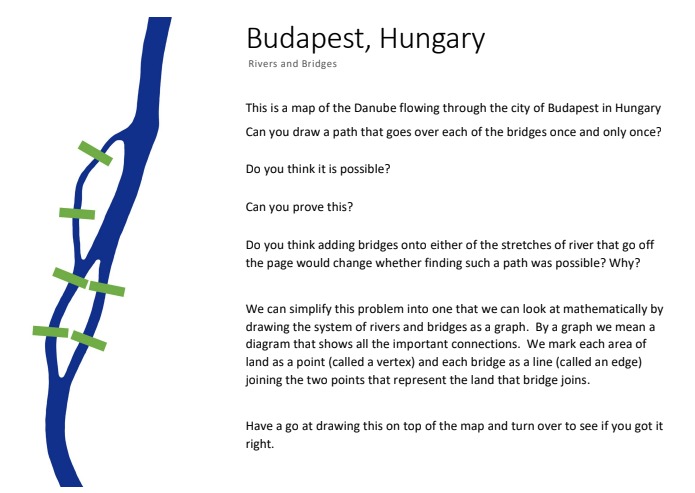 Budapest, Hungary
Rivers and Bridges
This is a map of the Danube flowing through the city of Budapest in Hungary
Can you draw a path that goes over each of the bridges once and only once?
Do you think it is possible?
Can you prove this?
Do you think adding bridges onto either of the stretches of river that go off
the page would change whether finding such a path was possible? Why?
We can simplify this problem into one that we can look at mathematically by
drawing the system of rivers and bridges as a graph.  By a graph we mean a
diagram that shows all the important connections.  We mark each area of
land as a point (called a vertex) and each bridge as a line (called an edge)
joining the two points that represent the land that bridge joins.
Have a go at drawing this on top of the map and turn over to see if you got it
right.